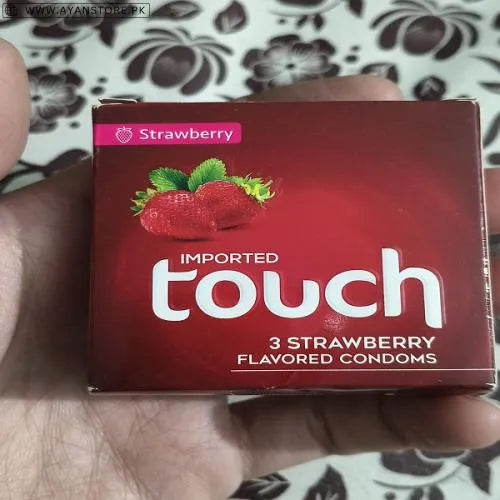 WWW.AYANSTORE.PK
Strawberry
IMPORTED
touch
3 STRAWBERRY
FLAVORED CONDOMS